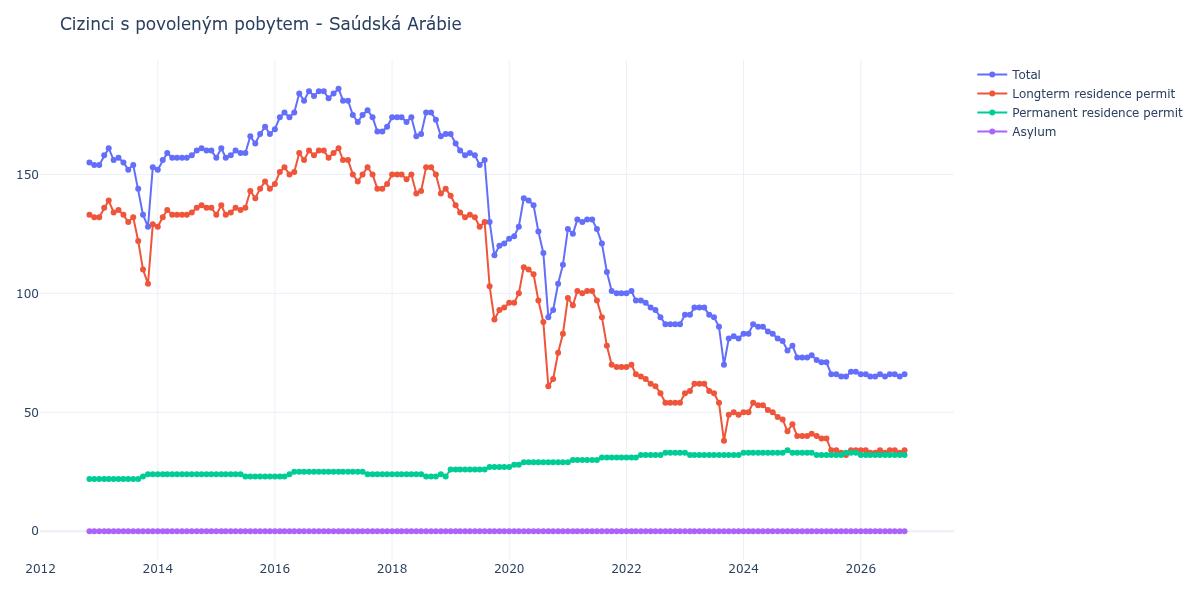 Cizinci s povoleným pobytem - Saúdská Arábie
Total
Longterm residence permit
Permanent residence permit
Asylum
150
100
50
0
2012 2014 2016 2018 2020 2022 2024 2026